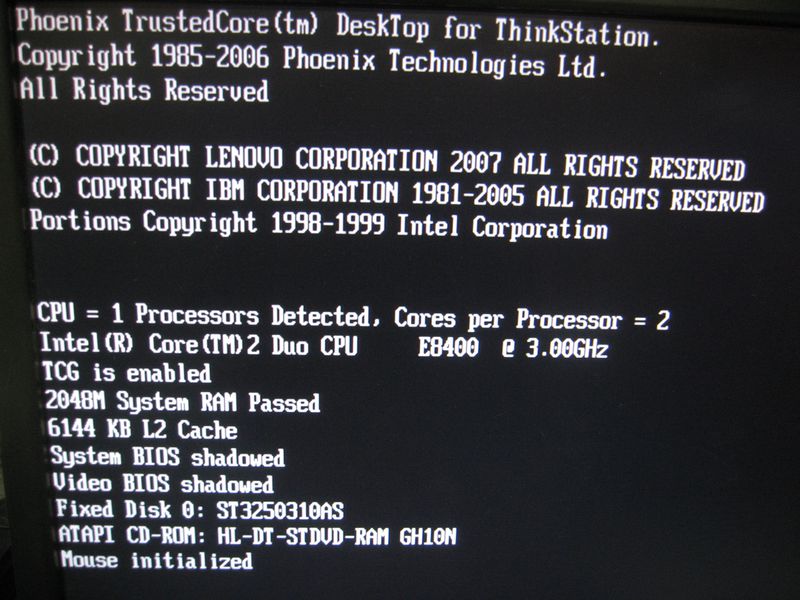 Phoenix TrustedCore(tm) DeskTop for ThinkStation.
Copyright 1985-2006 Phoenix Technologies Ltd.
All Rights Reserved
(C) COPYRIGHT LENOVO CORPORATION 2007 ALL RIGHTS RESERVED
(C) COPYRIGHT IBM CORPORATION 1981-2005 ALL RIGHTS RESERVED
Portions Copyright 1998-1999 Intel Corporation
CPU = 1 Processors Detected, Cores per Processor = 2
Intel(R) Core(TM)2 Duo CPU     E8400  @ 3.00GHz
TCG is enabled
2048M System RAM Passed
6144 KB L2 Cache
System BIOS shadowed
Video BIOS shadowed
Fixed Disk 0: ST3250310AS
ATAPI CD-ROM: HL-DT-STDVD-RAM GH10N
Mouse initialized